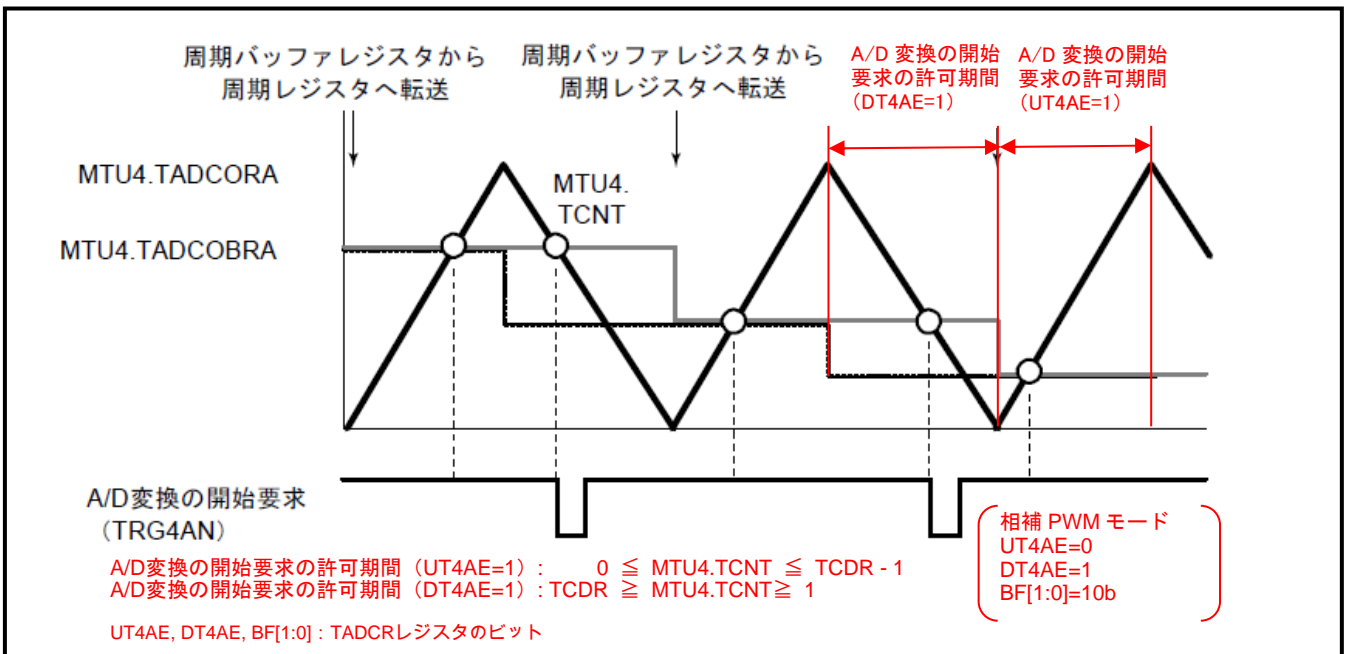 周期バッファレジスタから
周期レジスタへ転送
周期バッファレジスタから
周期レジスタへ転送
A/D 変換の開始
要求の許可期間
(DT4AE=1)
A/D 変換の開始
要求の許可期間
(UT4AE=1)
MTU4.TADCORA
MTU4.
TCNT
MTU4.TADCOBRA
A/D変換の開始要求
（TRG4AN）
相補 PWM モード
UT4AE=0
DT4AE=1
BF[1:0]=10b
A/D変換の開始要求の許可期間（UT4AE=1）: 0 ≦ MTU4.TCNT ≦ TCDR - 1
A/D変換の開始要求の許可期間（DT4AE=1）: TCDR ≧ MTU4.TCNT≧ 1
UT4AE, DT4AE, BF[1:0] : TADCRレジスタのビット